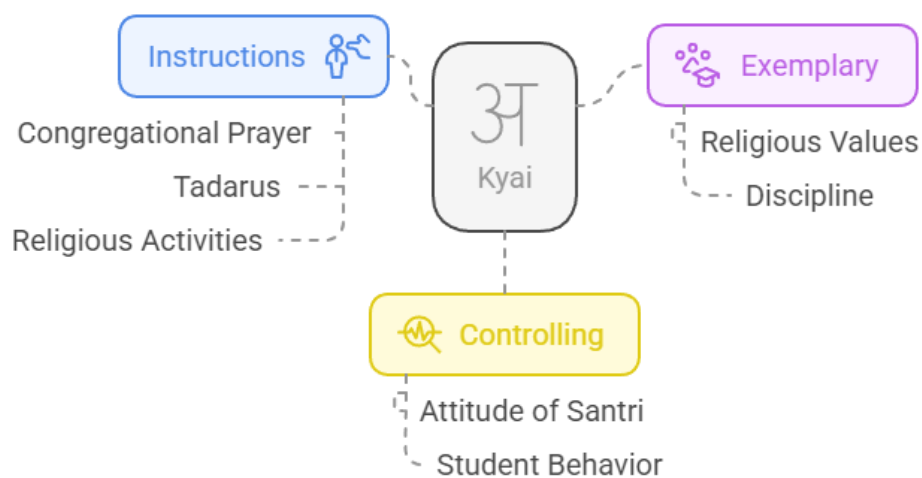 Instructions
Congregational Prayer
Tadarus
Religious Activities
अ
Kyai
Exemplary
Religious Values
Discipline
Controlling
Attitude of Santri
Student Behavior